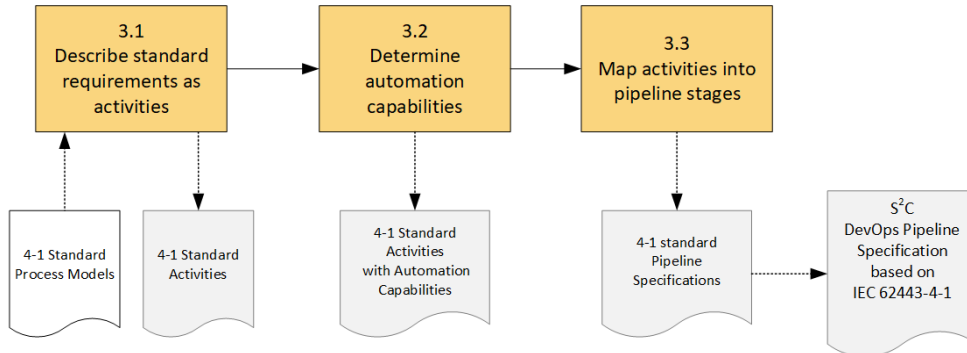 3.1
Describe standard
requirements as
activities
3.2
Determine
automation
capabilities
3.3
Map activities into
pipeline stages
4-1 Standard
Process Models
4-1 Standard
Activities
4-1 Standard
Activities
with Automation
Capabilities
4-1 standard
Pipeline
Specifications
S²C
DevOps Pipeline
Specification
based on
IEC 62443-4-1